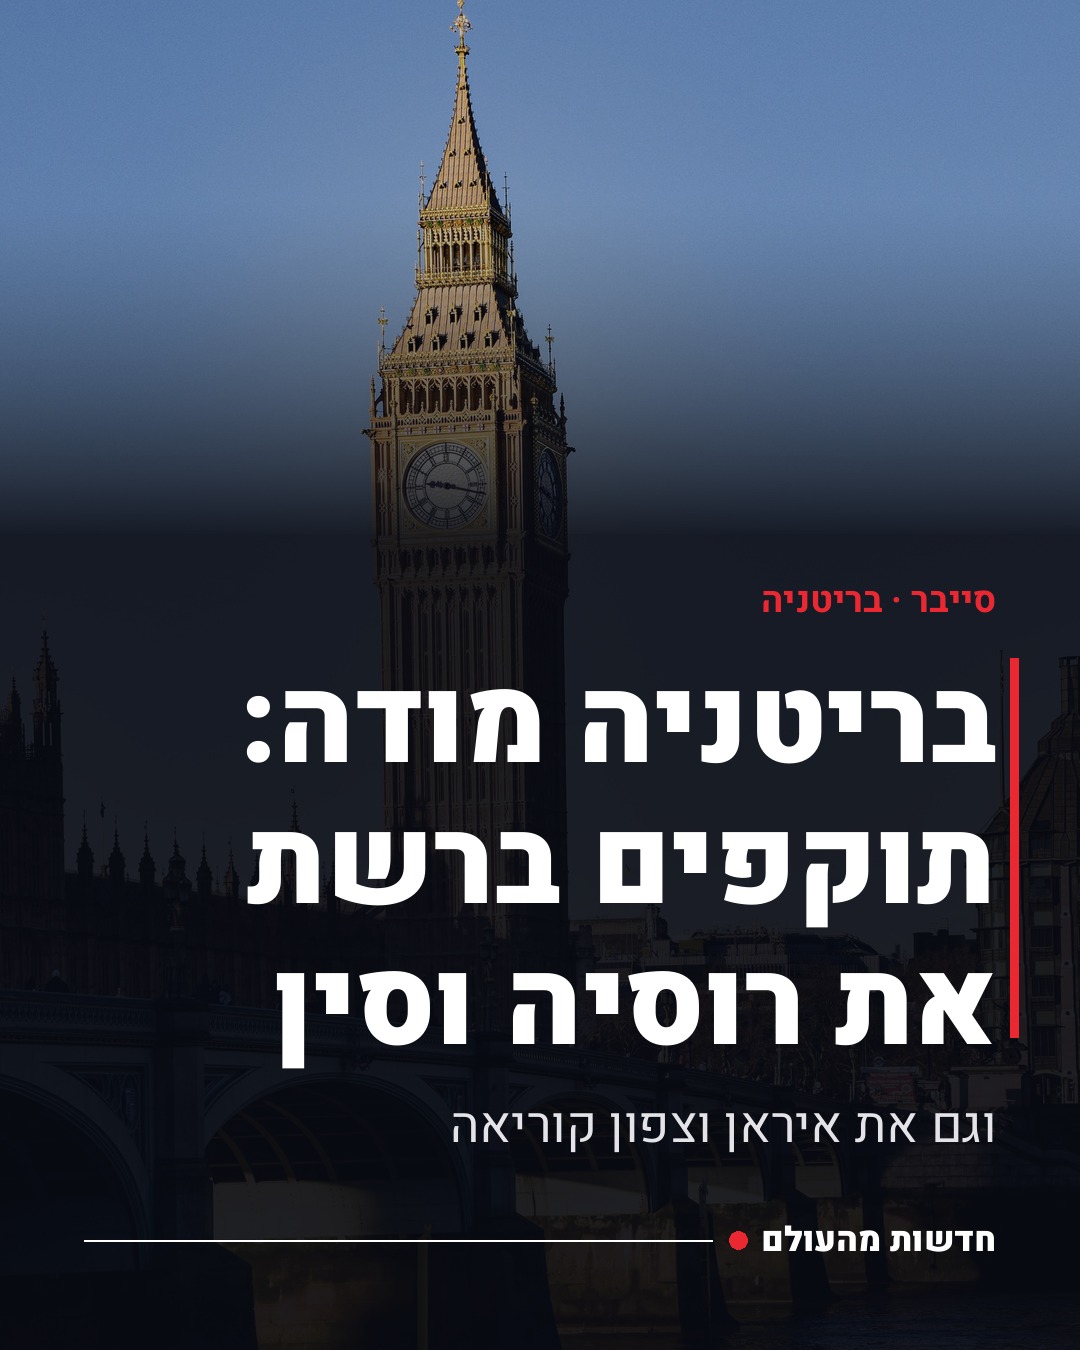 סייבר · בריטניה
בריטניה מודה:
תוקפים ברשת
את רוסיה וסין
וגם את איראן וצפון קוריאה
חדשות מהעולם